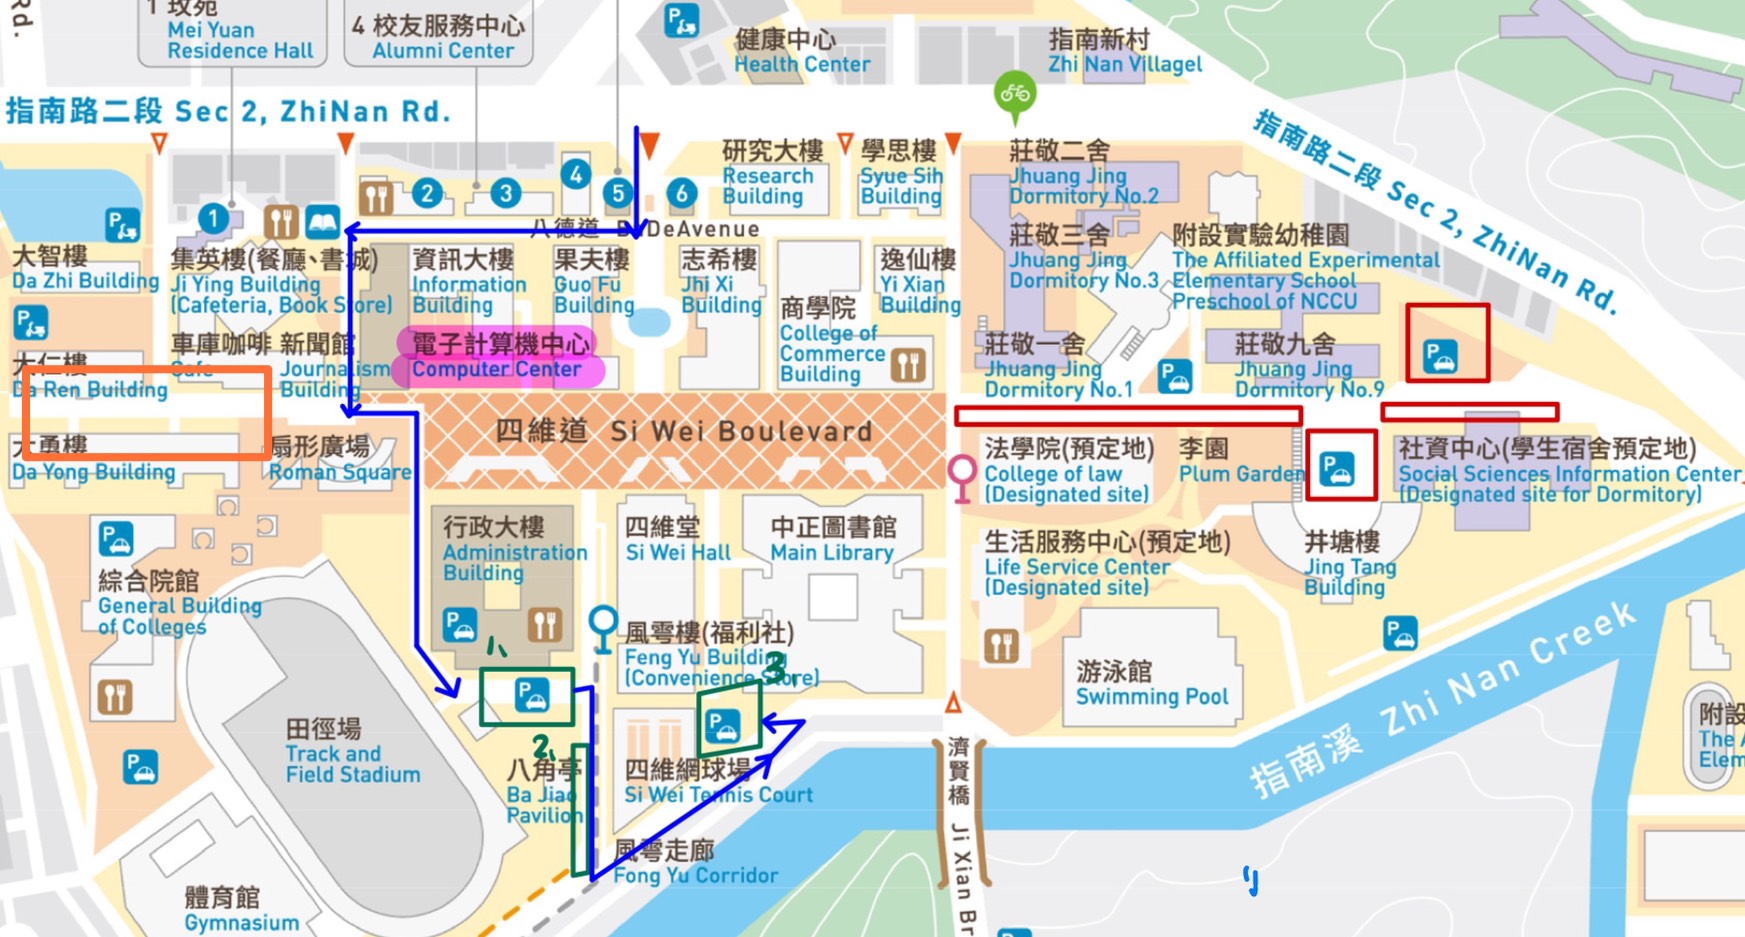 Rd.
1 玫苑
Mei Yuan
Residence Hall
4 校友服務中心
Alumni Center
P
健康中心
Health Center
指南新村
Zhi Nan Villagel
指南路二段 Sec 2, ZhiNan Rd.
指南路二段 Sec 2, ZhiNan Rd.
研究大樓
Research
Building
學思樓
Syue Sih
Building
莊敬二舍
Jhuang Jing
Dormitory No.2
1
2
3
4
5
6
P
八德道 Ba DeAvenue
大智樓
Da Zhi Building
集英樓(餐廳、書城)
Ji Ying Building
(Cafeteria, Book Store)
資訊大樓
Information
Building
果夫樓
Guo Fu
Building
志希樓
Jhi Xi
Building
商學院
College of
Commerce
Building
逸仙樓
Yi Xian
Building
莊敬三舍
Jhuang Jing
Dormitory No.3
附設實驗幼稚園
The Affiliated Experimental
Elementary School
Preschool of NCCU
P
大仁樓
Da Ren Building
車庫咖啡
Cafe
新聞館
Journalism
Building
電子計算機中心
Computer Center
莊敬一舍
Jhuang Jing
Dormitory No.1
P
莊敬九舍
Jhuang Jing
Dormitory No.9
P
四維道 Si Wei Boulevard
大勇樓
Da Yong Building
扇形廣場
Roman Square
法學院(預定地)
College of law
(Designated site)
李園
Plum Garden
P
社資中心(學生宿舍預定地)
Social Sciences Information Center
(Designated site for Dormitory)
P
綜合院館
General Building
of Colleges
行政大樓
Administration
Building
P
四維堂
Si Wei Hall
中正圖書館
Main Library
生活服務中心(預定地)
Life Service Center
(Designated site)
井塘樓
Jing Tang
Building
P
風雩樓(福利社)
Feng Yu Building
(Convenience Store)
1、
P
2、
3、
P
游泳館
Swimming Pool
指南溪 Zhi Nan Creek
田徑場
Track and
Field Stadium
P
八角亭
Ba Jiao
Pavilion
四維網球場
Si Wei Tennis Court
濟賢橋 Ji Xian Br
附設
The A
Elem
風雩走廊
Fong Yu Corridor
體育館
Gymnasium
P